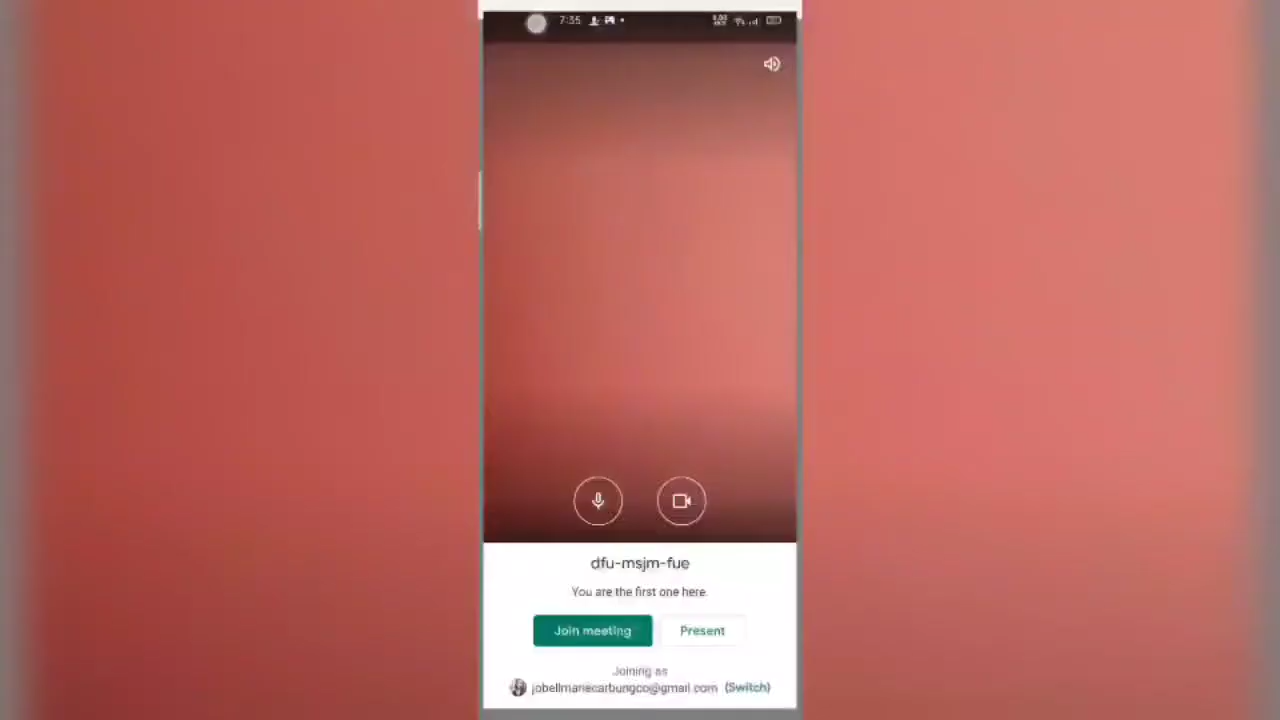 7:35
dfu-msjm-fue
You are the first one here.
Join meeting Present
Joining as
jobellmariecarbungco@gmail.com (Switch)